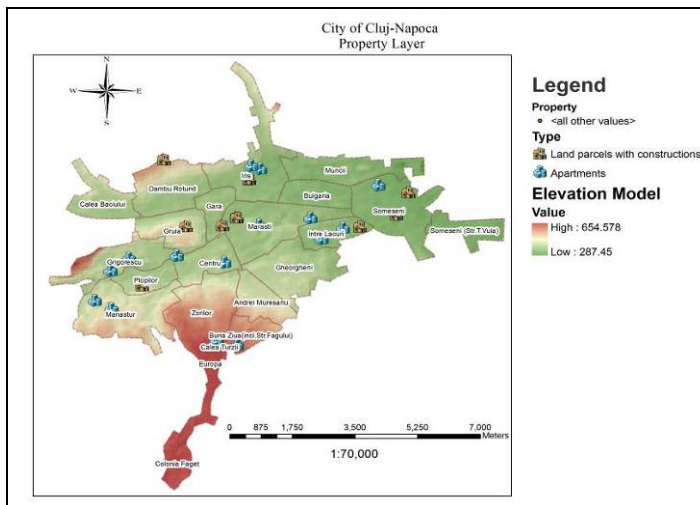 City of Cluj-Napoca
Property Layer
N
W E
S
Legend
Property
<all other values>
Type
Land parcels with constructions
Apartments
Elevation Model
Value
High : 654.578
Low : 287.45
Iris
Muncii
Dambu Rotund
Calea Baciului
Bulgaria
Gara
Someseni
Marasti
Gruia
Intre Lacuri
Someseni (Str.T.Vuia)
Grigorescu
Centru
Gheorgheni
Plopilor
Andrei Muresanu
Zorilor
Manastur
Buna Ziua(incl.Str.Fagului)
Calea Turzii
Europa
Colonia Faget
0 875 1,750 3,500 5,250 7,000
Meters
1:70,000